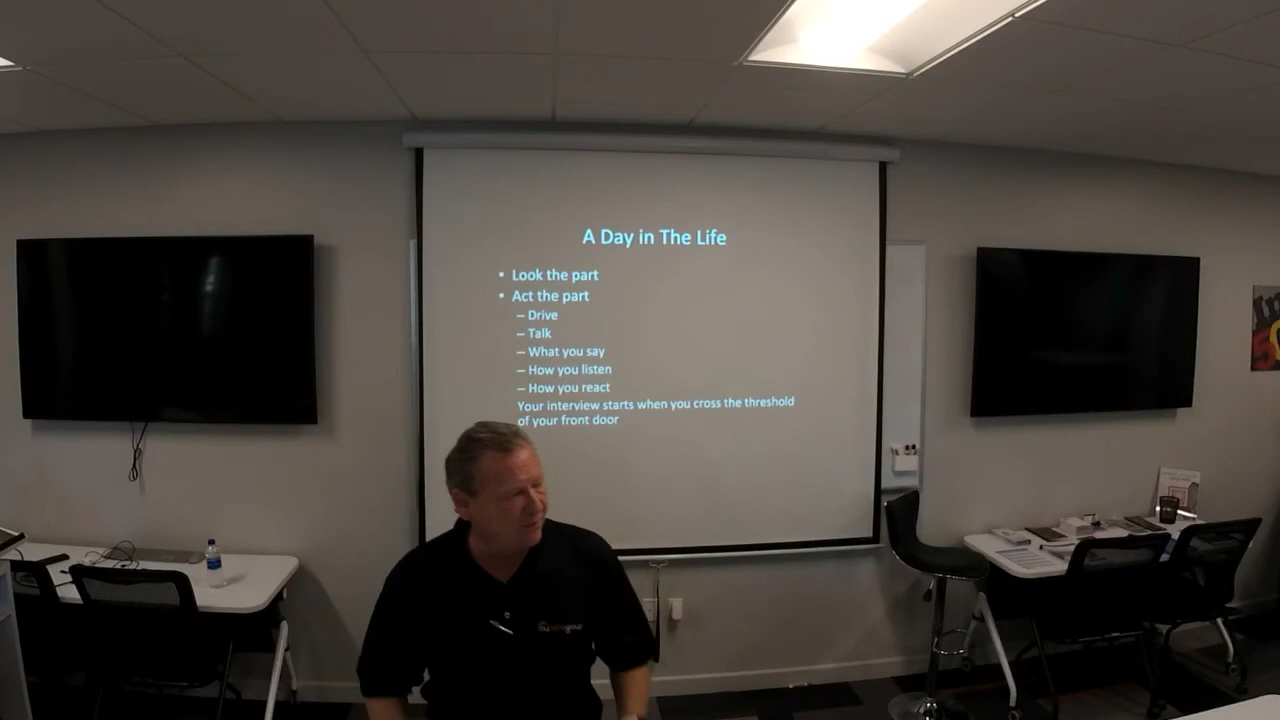 A Day in The Life
• Look the part
• Act the part
– Drive
– Talk
– What you say
– How you listen
– How you react
Your interview starts when you cross the threshold
of your front door